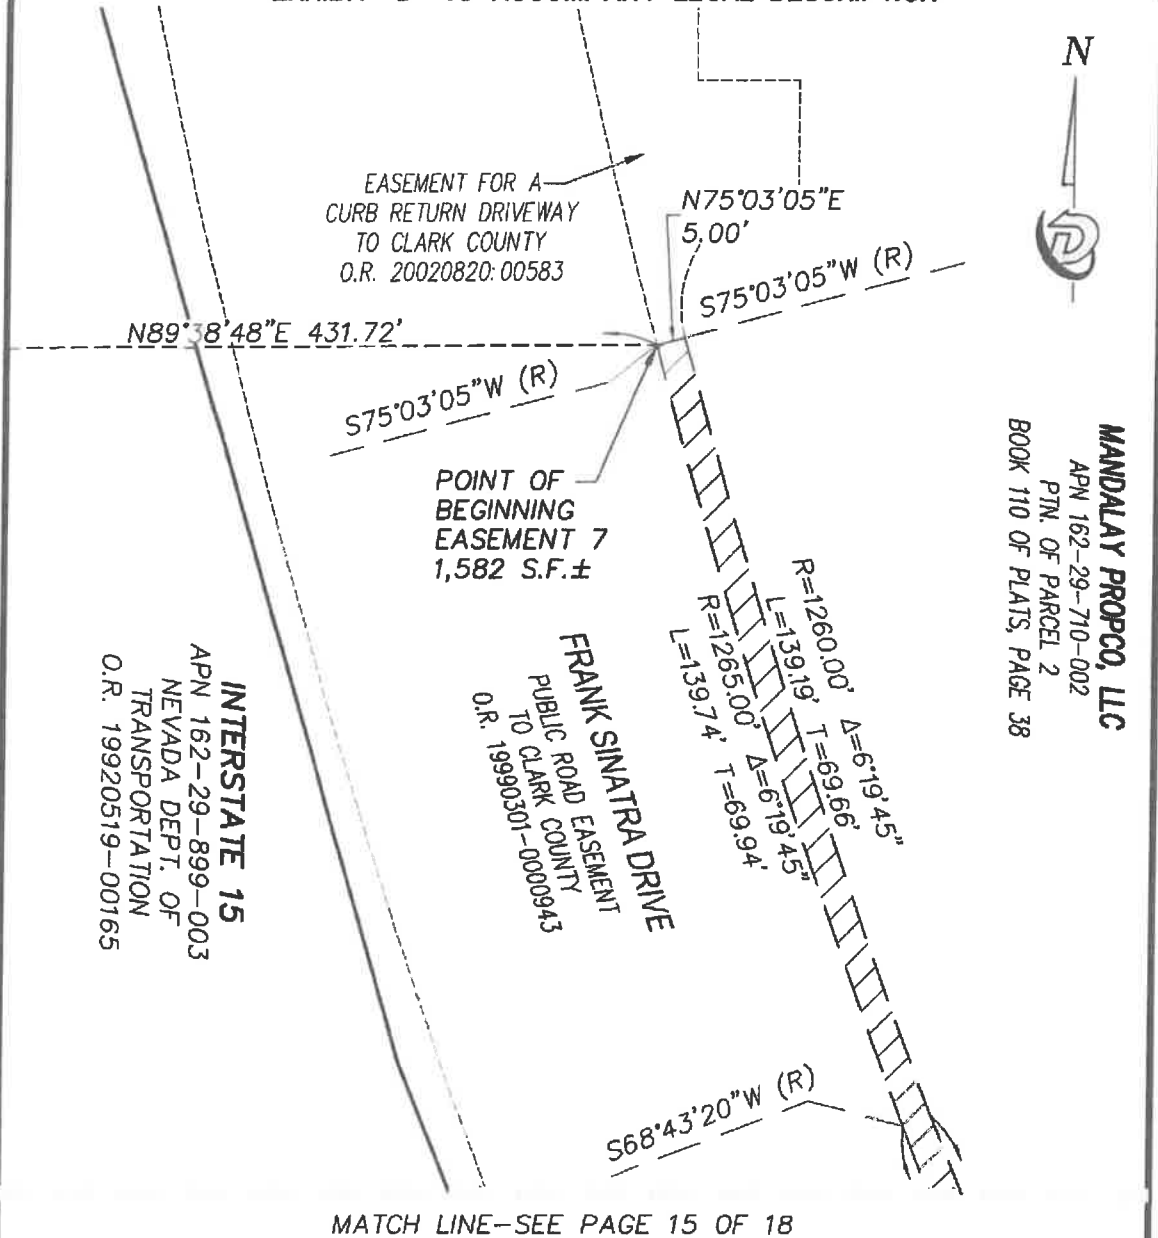 N
EASEMENT FOR A
CURB RETURN DRIVEWAY
TO CLARK COUNTY
O.R. 20020820:00583
N75°03'05"E
5.00'
S75°03'05"W (R)
N89°38'48"E 431.72'
S75°03'05"W (R)
POINT OF
BEGINNING
EASEMENT 7
1,582 S.F.±
MANDALAY PROPCO, LLC
APN 162-29-710-002
PTN. OF PARCEL 2
BOOK 110 OF PLATS, PAGE 38
R=1260.00' Δ=6°19'45"
L=139.19' T=69.66'
R=1265.00' Δ=6°19'45"
L=139.74' T=69.94'
FRANK SINATRA DRIVE
PUBLIC ROAD EASEMENT
TO CLARK COUNTY
O.R. 19990301-0000943
INTERSTATE 15
APN 162-29-899-003
NEVADA DEPT. OF
TRANSPORTATION
O.R. 19920519-00165
S68°43'20"W (R)
MATCH LINE-SEE PAGE 15 OF 18